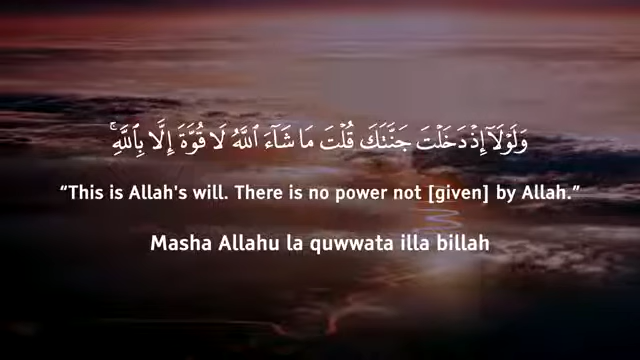 وَلَوْلَآ إِذْ دَخَلْتَ جَنَّتَكَ قُلْتَ مَا شَآءَ ٱللَّهُ لَا قُوَّةَ إِلَّا بِٱللَّهِ ۚ
“This is Allah's will. There is no power not [given] by Allah.”
Masha Allahu la quwwata illa billah